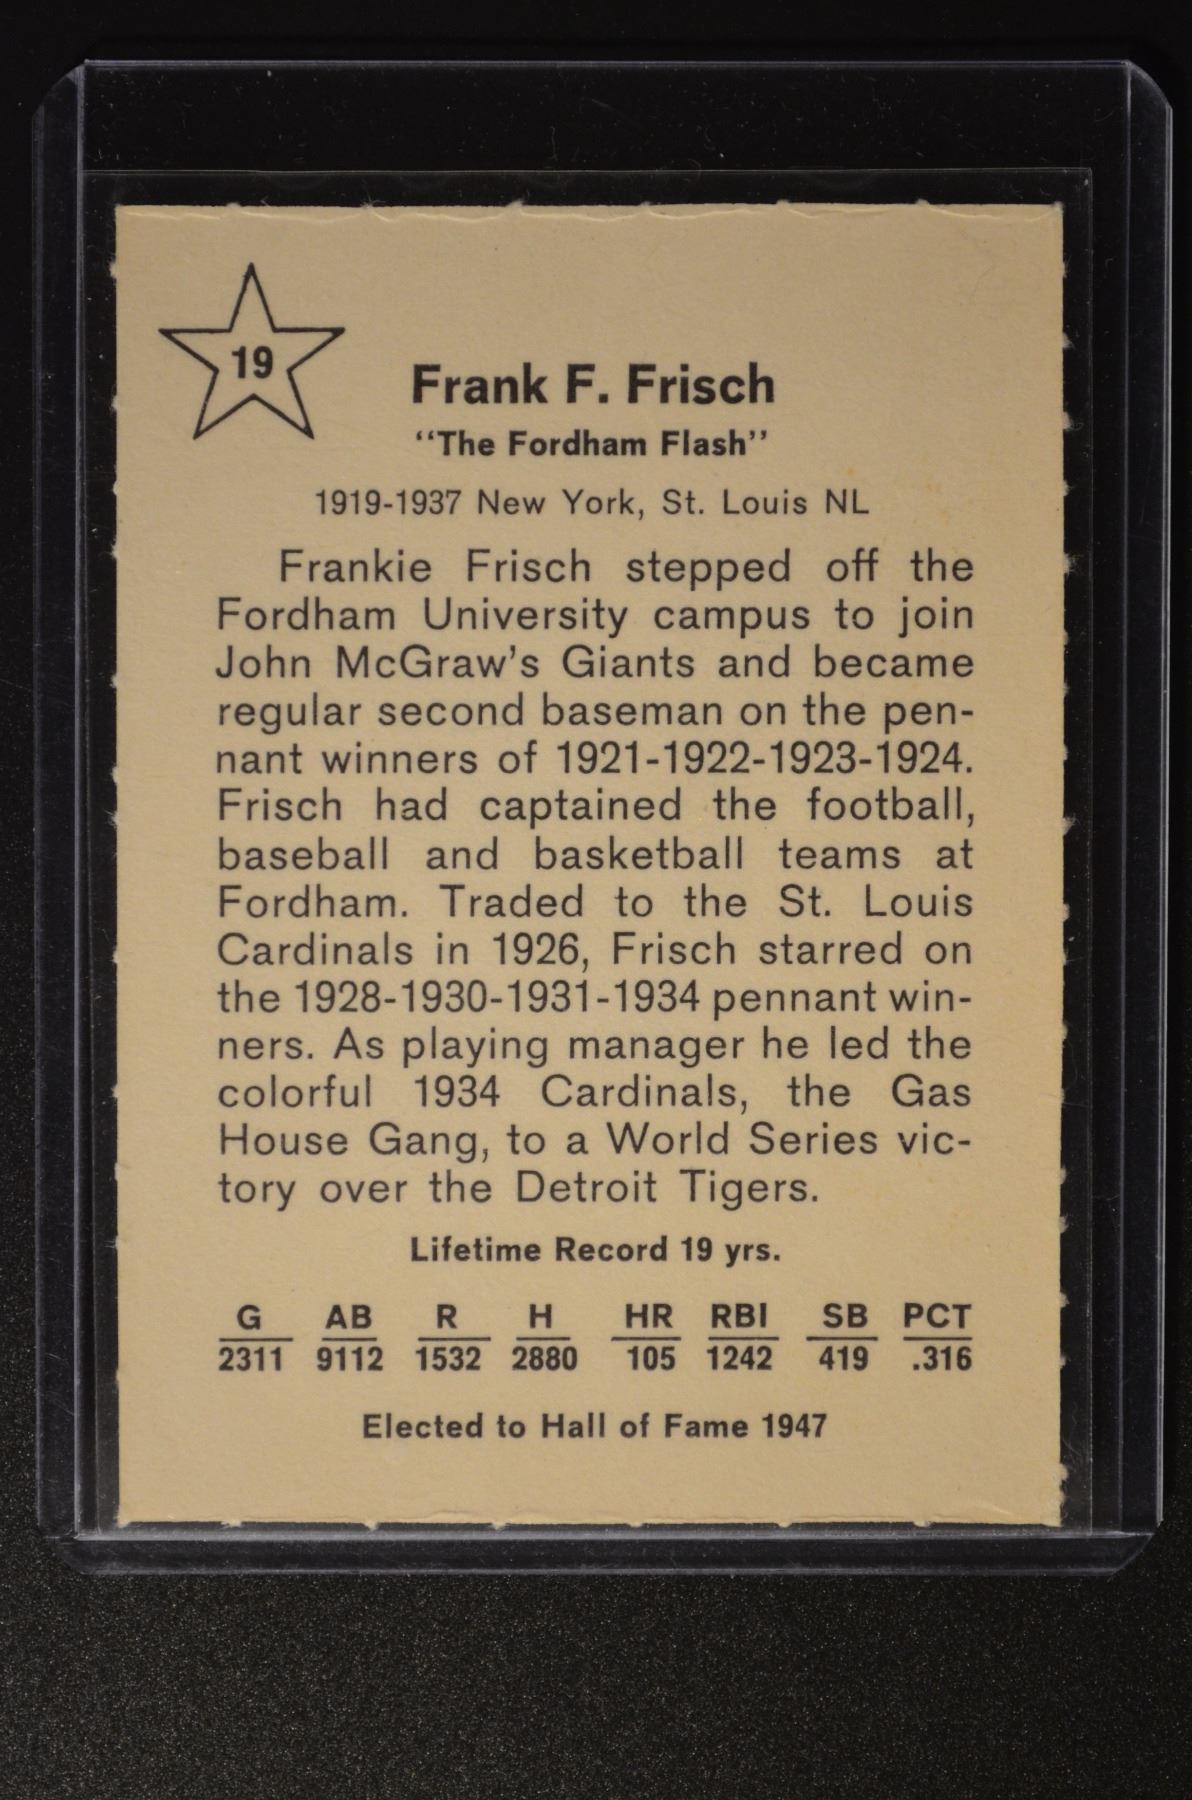 19
Frank F. Frisch
“The Fordham Flash”
1919-1937 New York, St. Louis NL
Frankie Frisch stepped off the
Fordham University campus to join
John McGraw's Giants and became
regular second baseman on the pen-
nant winners of 1921-1922-1923-1924.
Frisch had captained the football,
baseball and basketball teams at
Fordham. Traded to the St. Louis
Cardinals in 1926, Frisch starred on
the 1928-1930-1931-1934 pennant win-
ners. As playing manager he led the
colorful 1934 Cardinals, the Gas
House Gang, to a World Series vic-
tory over the Detroit Tigers.
Lifetime Record 19 yrs.
G AB R H HR RBI SB PCT
2311 9112 1532 2880 105 1242 419 .316
Elected to Hall of Fame 1947